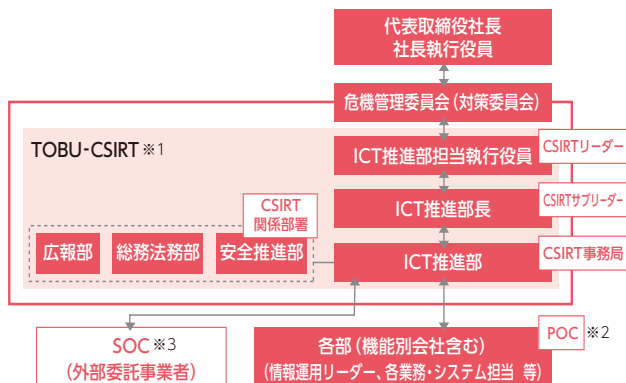 代表取締役社長
社長執行役員
危機管理委員会(対策委員会)
TOBU-CSIRT ※1
ICT推進部担当執行役員
CSIRTリーダー
ICT推進部長
CSIRTサブリーダー
CSIRT
関係部署
広報部
総務法務部
安全推進部
ICT推進部
CSIRT事務局
SOC ※3
(外部委託事業者)
各部(機能別会社含む)
(情報運用リーダー、各業務・システム担当 等)
POC ※2